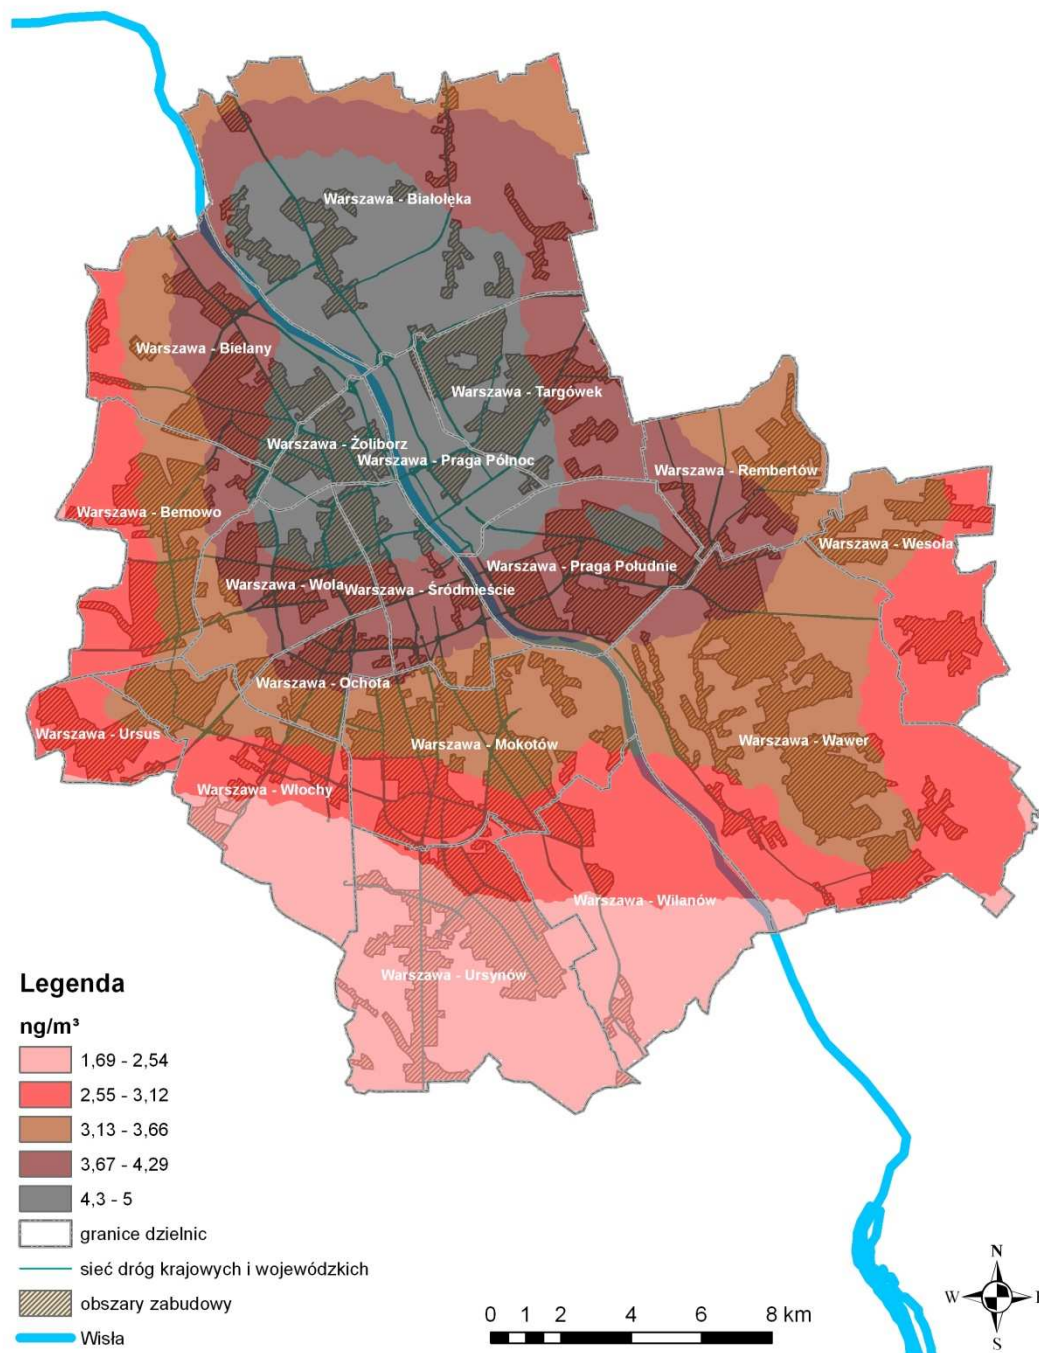 Warszawa - Białołęka
Warszawa - Bielany
Warszawa - Targówek
Warszawa - Żoliborz
Warszawa - Praga Północ
Warszawa - Rembertów
Warszawa - Bemowo
Warszawa - Wesoła
Warszawa - Praga Południe
Warszawa - Wola
Warszawa - Śródmieście
Warszawa - Ochota
Warszawa - Ursus
Warszawa - Mokotów
Warszawa - Wawer
Warszawa - Włochy
Warszawa - Wilanów
Warszawa - Ursynów
Legenda
ng/m³
1,69 - 2,54
2,55 - 3,12
3,13 - 3,66
3,67 - 4,29
4,3 - 5
granice dzielnic
sieć dróg krajowych i wojewódzkich
obszary zabudowy
Wisła
0 1 2 4 6 8 km
N
W
S